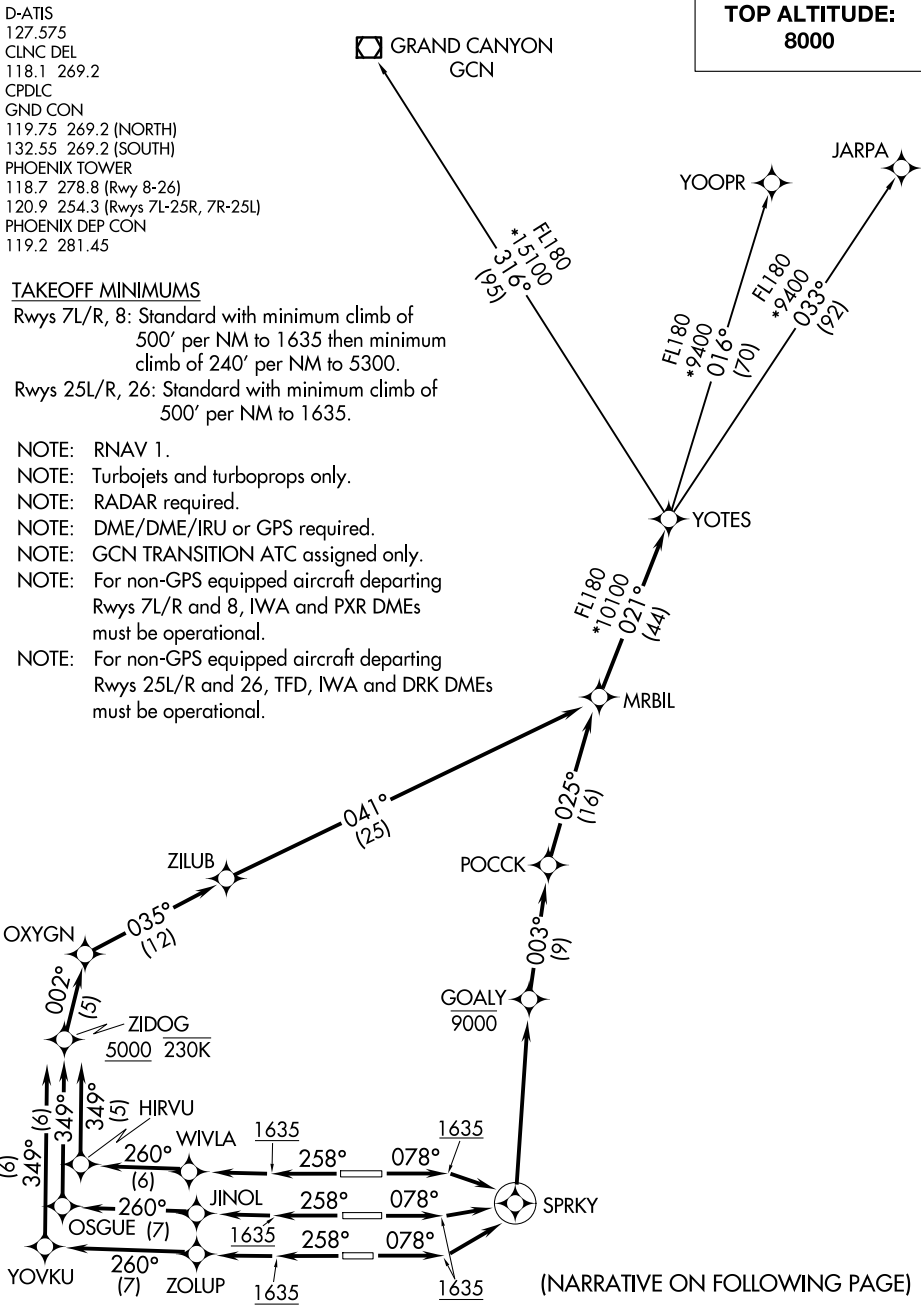 D-ATIS
127.575
CLNC DEL
118.1 269.2
CPDLC
GND CON
119.75 269.2 (NORTH)
132.55 269.2 (SOUTH)
PHOENIX TOWER
118.7 278.8 (Rwy 8-26)
120.9 254.3 (Rwys 7L-25R, 7R-25L)
PHOENIX DEP CON
119.2 281.45
TOP ALTITUDE:
8000
GRAND CANYON
GCN
JARPA
YOOPR
FL180
*15100
316°
(95)
FL180
*9400
016°
(70)
FL180
*9400
033°
(92)
TAKEOFF MINIMUMS
Rwys 7L/R, 8: Standard with minimum climb of
500' per NM to 1635 then minimum
climb of 240' per NM to 5300.
Rwys 25L/R, 26: Standard with minimum climb of
500' per NM to 1635.
NOTE: RNAV 1.
NOTE: Turbojets and turboprops only.
NOTE: RADAR required.
NOTE: DME/DME/IRU or GPS required.
NOTE: GCN TRANSITION ATC assigned only.
NOTE: For non-GPS equipped aircraft departing
Rwys 7L/R and 8, IWA and PXR DMEs
must be operational.
NOTE: For non-GPS equipped aircraft departing
Rwys 25L/R and 26, TFD, IWA and DRK DMEs
must be operational.
YOTES
FL180
*10100
021°
(44)
MRBIL
025°
(16)
041°
(25)
ZILUB
POCCK
035°
(12)
OXYGN
003°
(9)
002°
(5)
GOALY
9000
ZIDOG
5000 230K
HIRVU
349°
(5)
349°
(6)
349°
(6)
WIVLA
260°
(6)
1635
258°
078°
1635
JINOL
OSGUE
260°
(7)
1635
258°
078°
SPRKY
YOVKU
260°
(7)
ZOLUP
1635
258°
078°
1635
(NARRATIVE ON FOLLOWING PAGE)